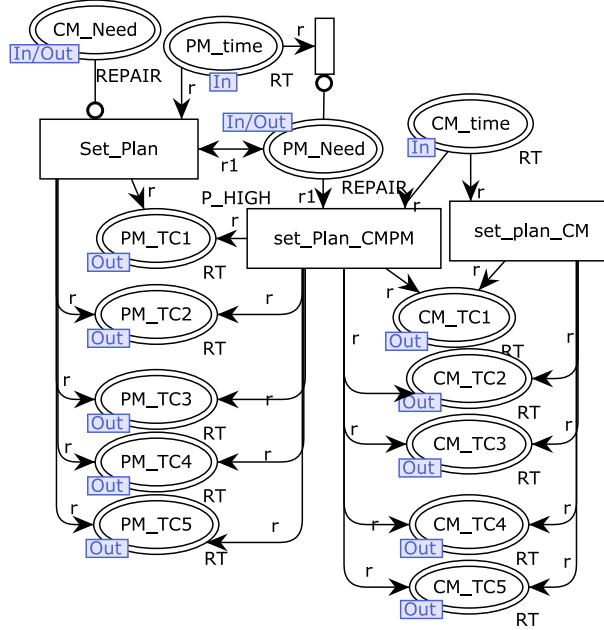 CM_Need
In/Out
REPAIR
PM_time
In
RT
r
r
Set_Plan
r1
In/Out
PM_Need
REPAIR
CM_time
In
RT
r
P_HIGH
r
r1
r
r
PM_TC1
Out
RT
set_Plan_CMPM
set_plan_CM
r
r
r
PM_TC2
Out
RT
r
CM_TC1
Out
RT
r
r
CM_TC2
Out
RT
r
PM_TC3
Out
RT
r
r
CM_TC3
Out
RT
r
r
PM_TC4
Out
RT
r
r
PM_TC5
Out
RT
r
r
CM_TC4
Out
RT
r
r
CM_TC5
Out
RT
r